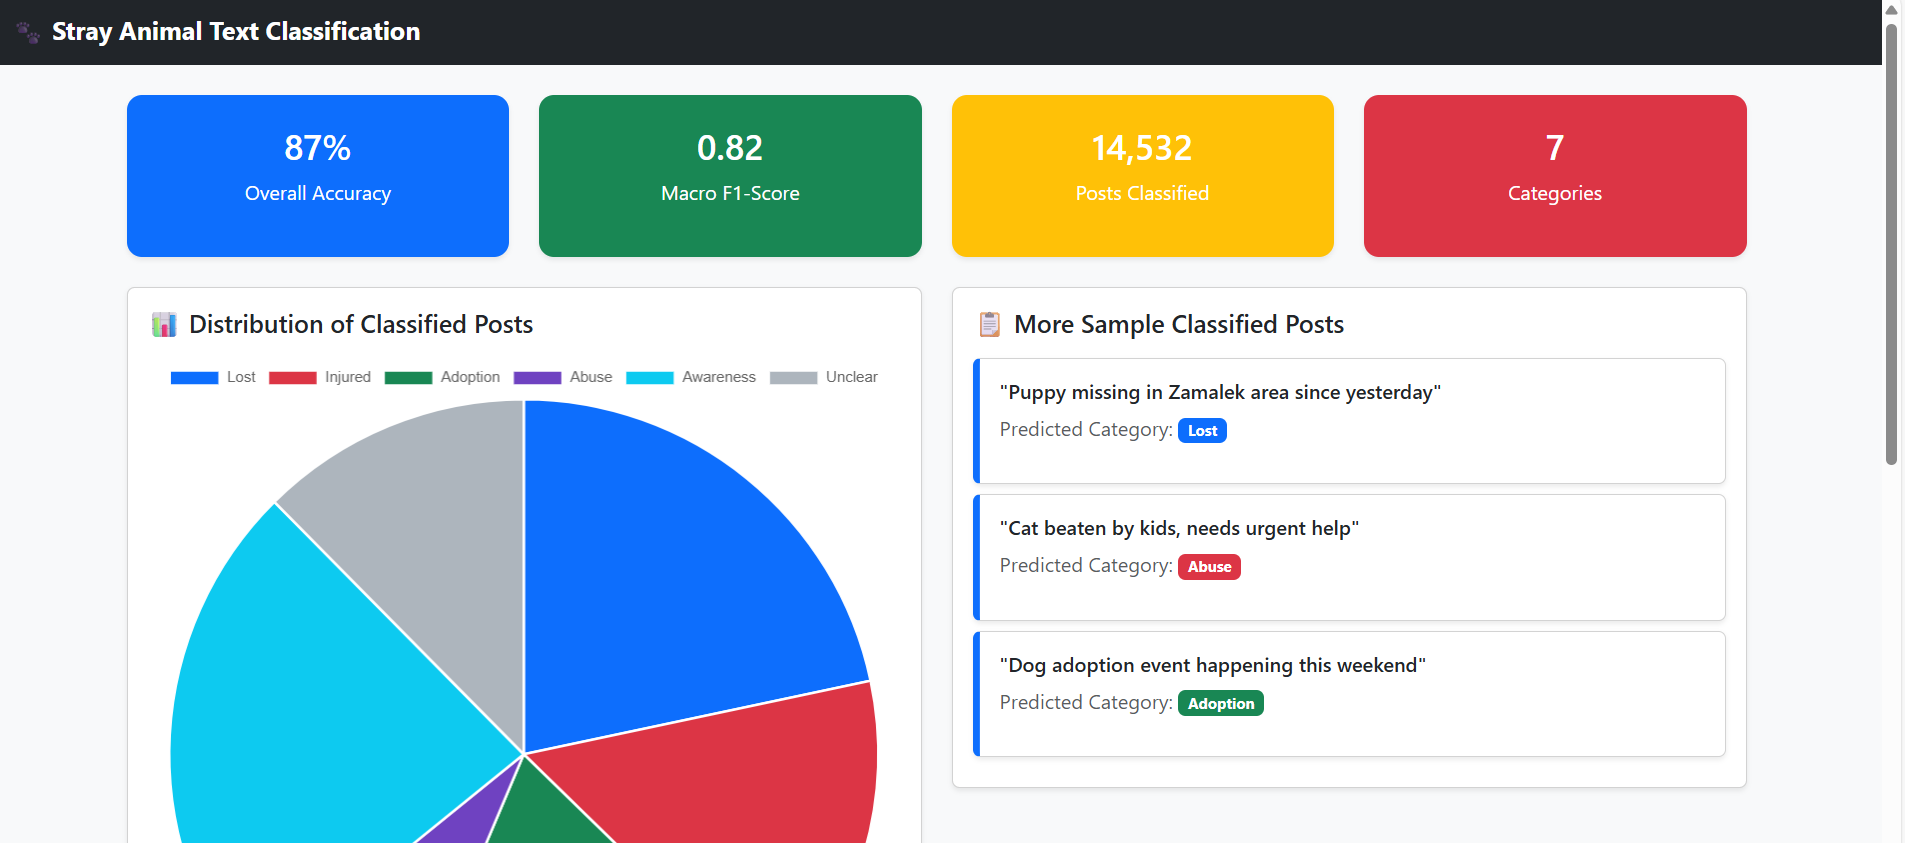 Stray Animal Text Classification
87%
Overall Accuracy
0.82
Macro F1-Score
14,532
Posts Classified
7
Categories
Distribution of Classified Posts
Lost Injured Adoption Abuse Awareness Unclear
More Sample Classified Posts
"Puppy missing in Zamalek area since yesterday"
Predicted Category: Lost
"Cat beaten by kids, needs urgent help"
Predicted Category: Abuse
"Dog adoption event happening this weekend"
Predicted Category: Adoption